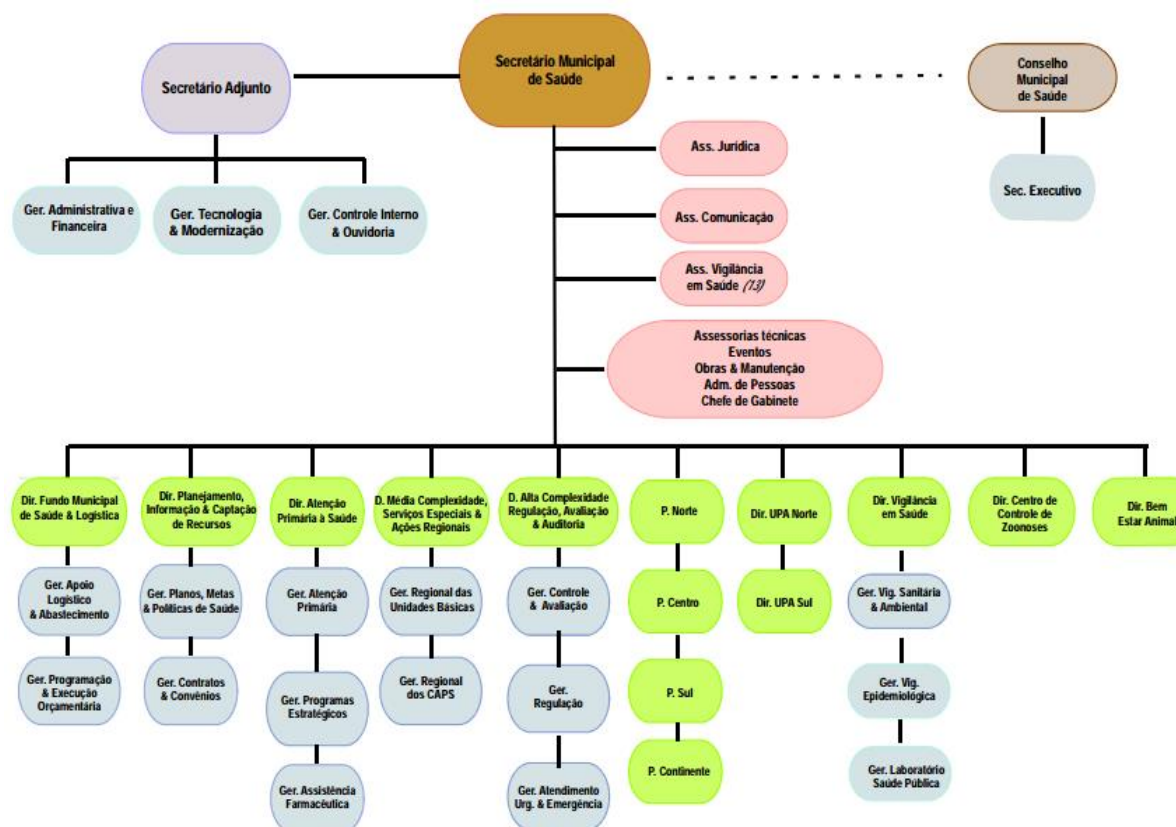 Secretário Municipal
de Saúde
Secretário Adjunto
Conselho
Municipal
de Saúde
Ass. Jurídica
Sec. Executivo
Ger. Administrativa e
Financeira
Ger. Tecnologia
& Modernização
Ger. Controle Interno
& Ouvidoria
Ass. Comunicação
Ass. Vigilância
em Saúde (13)
Assessorias técnicas
Eventos
Obras & Manutenção
Adm. de Pessoas
Chefe de Gabinete
Dir. Fundo Municipal
de Saúde & Logística
Dir. Planejamento,
Informação & Captação
de Recursos
Dir. Atenção
Primária à Saúde
D. Média Complexidade,
Serviços Especiais &
Ações Regionais
D. Alta Complexidade
Regulação, Avaliação
& Auditoria
P. Norte
Dir. UPA Norte
Dir. Vigilância
em Saúde
Dir. Centro de
Controle de
Zoonoses
Dir. Bem
Estar Animal
Ger. Apoio
Logístico
& Abastecimento
Ger. Planos, Metas
& Políticas de Saúde
Ger. Atenção
Primária
Ger. Regional das
Unidades Básicas
Ger. Controle
& Avaliação
P. Centro
Dir. UPA Sul
Ger. Vig. Sanitária
& Ambiental
Ger. Programação
& Execução
Orçamentária
Ger. Contratos
& Convênios
Ger. Programas
Estratégicos
Ger. Regional
dos CAPS
Ger.
Regulação
P. Sul
Ger. Vig.
Epidemiológica
Ger. Assistência
Farmacêutica
Ger. Atendimento
Urg. & Emergência
P. Continente
Ger. Laboratório
Saúde Pública